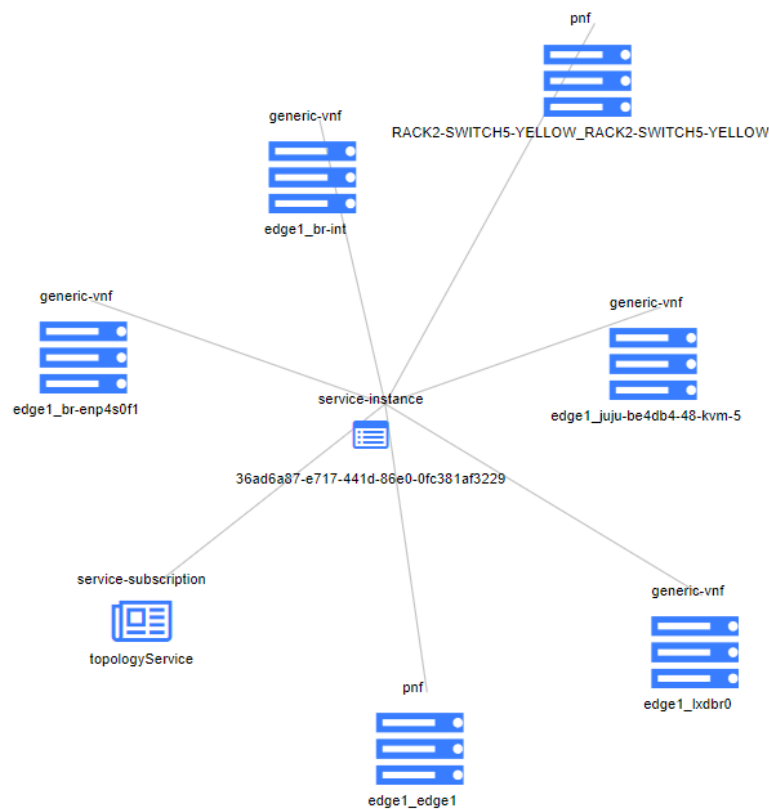 pnf
RACK2-SWITCH5-YELLOW_RACK2-SWITCH5-YELLOW
generic-vnf
edge1_br-int
generic-vnf
edge1_br-enp4s0f1
generic-vnf
edge1_juju-be4db4-48-kvm-5
service-instance
36ad6a87-e717-441d-86e0-0fc381af3229
service-subscription
topologyService
generic-vnf
edge1_lxdbr0
pnf
edge1_edge1